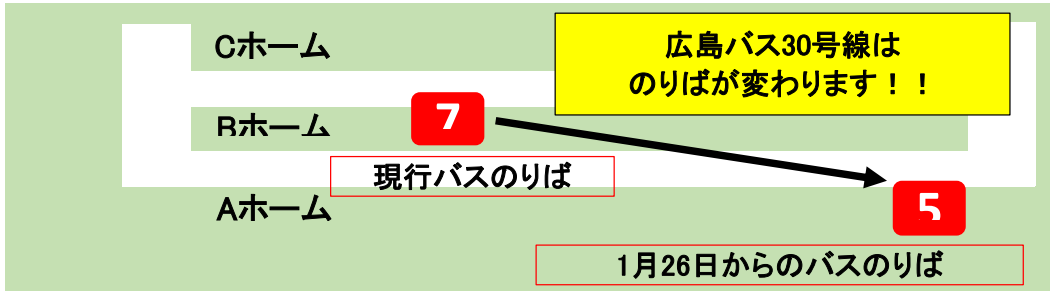 Cホーム
広島バス30号線は
のりばが変わります！！
Bホーム
7
現行バスのりば
Aホーム
5
1月26日からのバスのりば